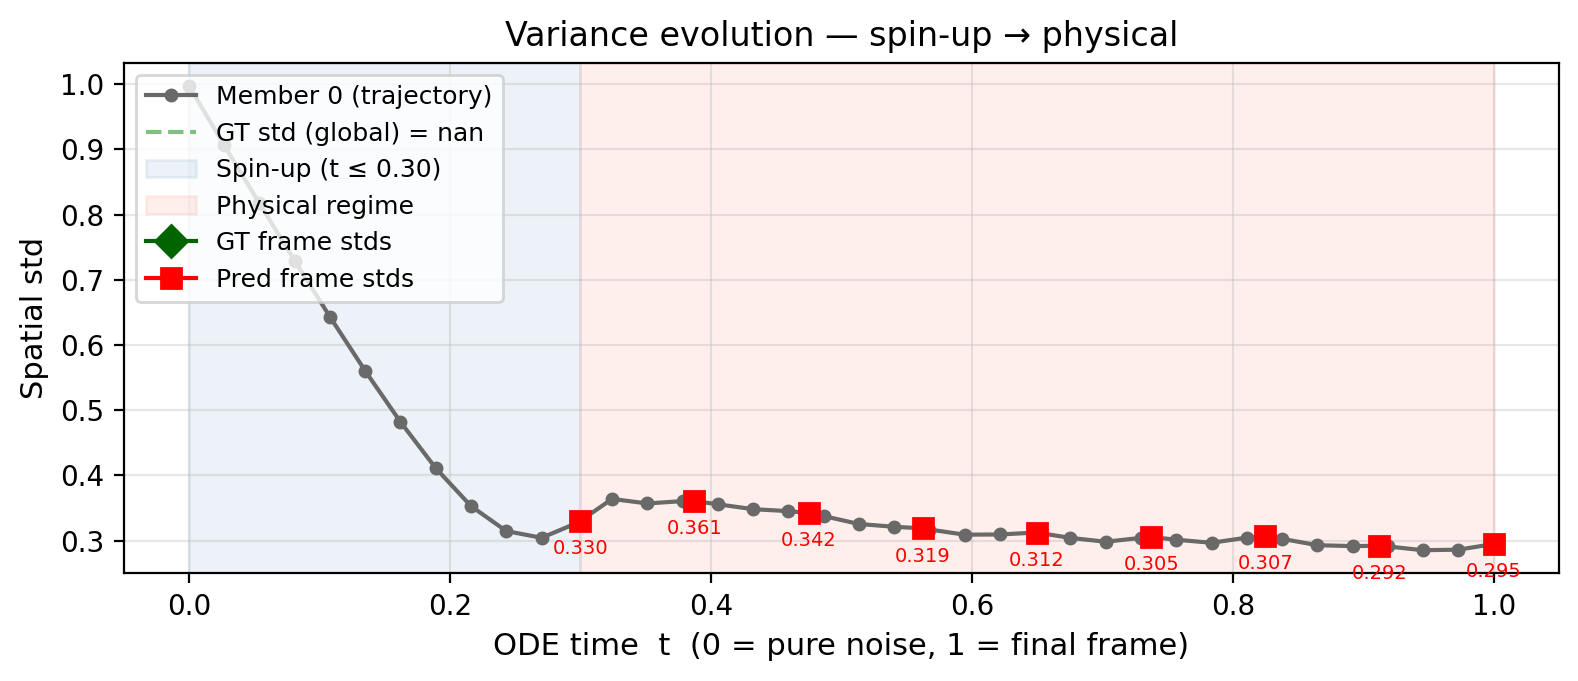 Variance evolution — spin-up → physical
Spatial std
1.0
0.9
0.8
0.7
0.6
0.5
0.4
0.3
Member 0 (trajectory)
GT std (global) = nan
Spin-up (t ≤ 0.30)
Physical regime
GT frame stds
Pred frame stds
0.330
0.361
0.342
0.319
0.312
0.305
0.307
0.292
0.295
0.0
0.2
0.4
0.6
0.8
1.0
ODE time t (0 = pure noise, 1 = final frame)